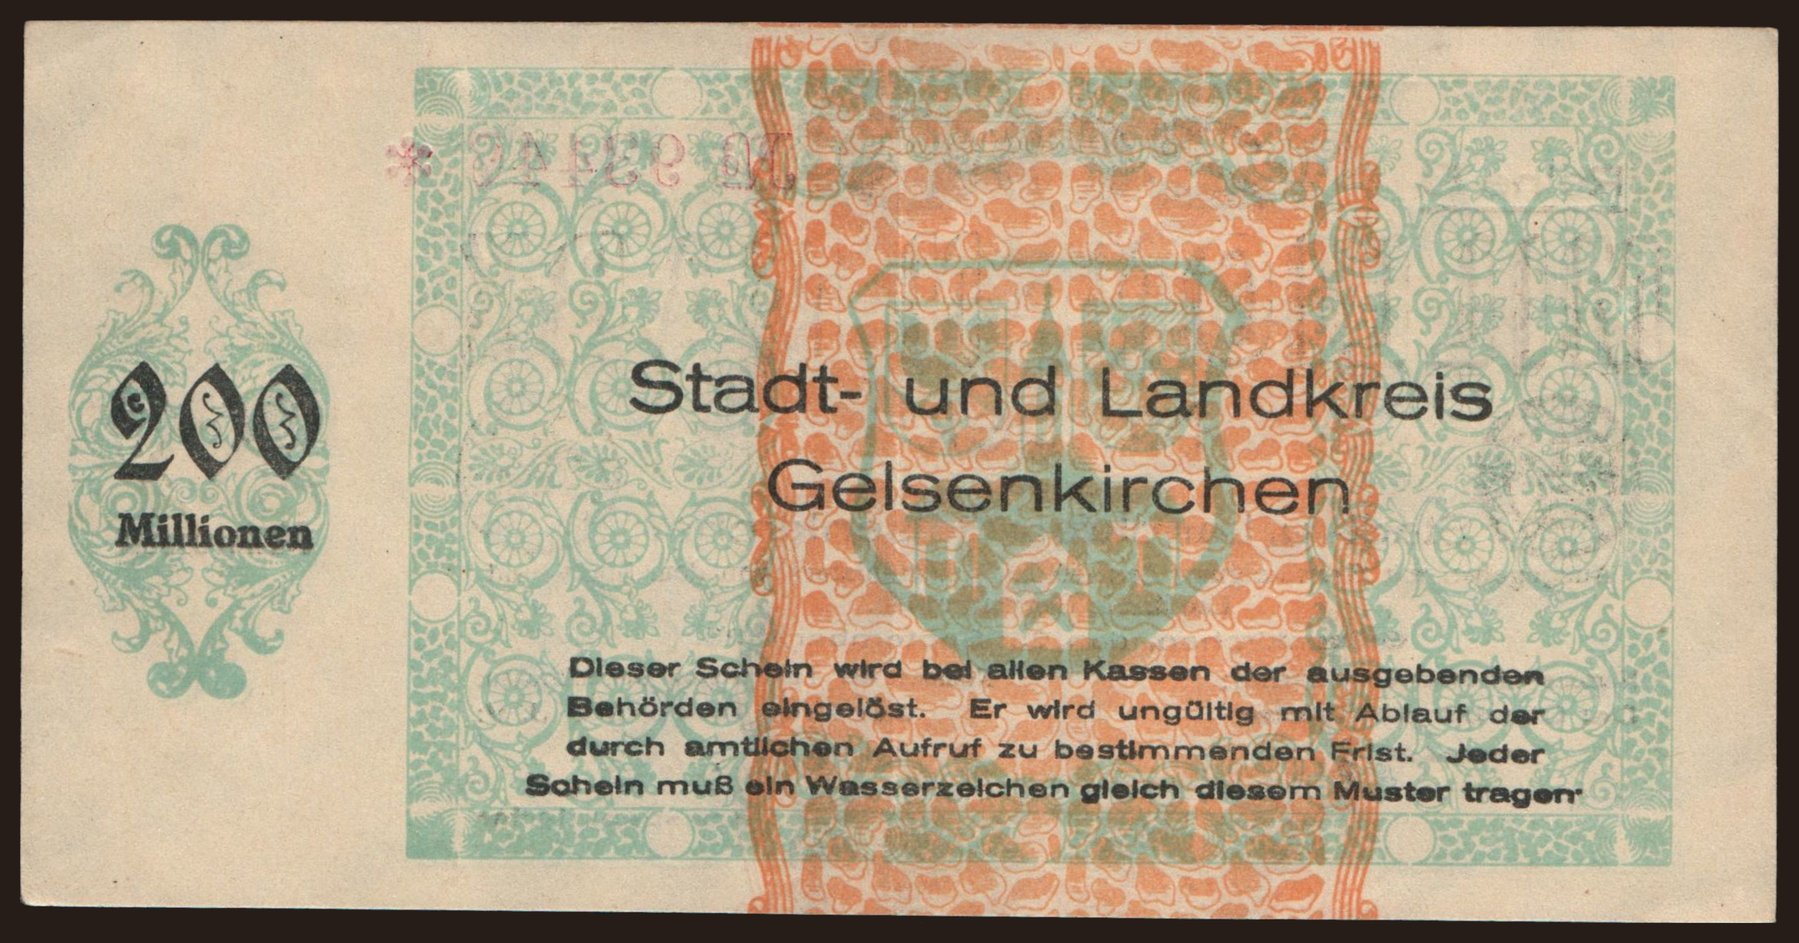 200
Millionen
Stadt- und Landkreis
Gelsenkirchen
Dieser Schein wird bei allen Kassen der ausgebenden
Behörden eingelöst. Er wird ungültig mit Ablauf der
durch amtlichen Aufruf zu bestimmenden Frist. Jeder
Schein muß ein Wasserzeichen gleich diesem Muster tragen.